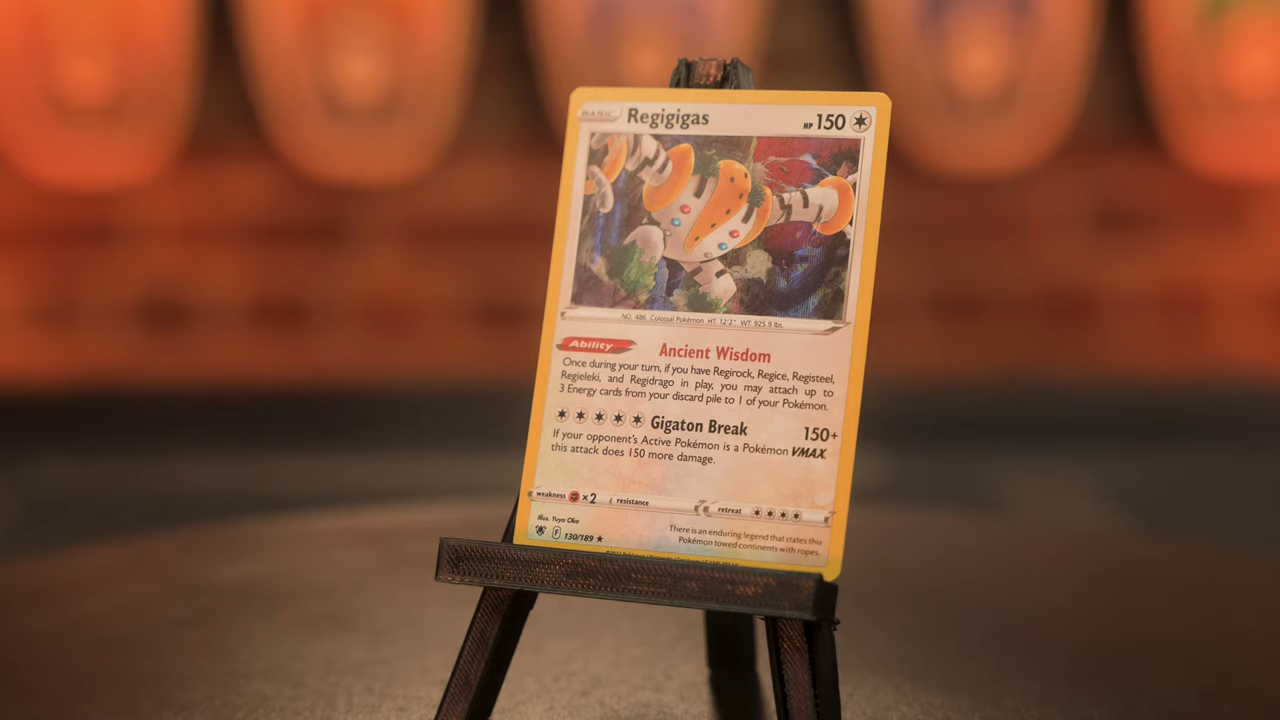 BASIC Regigigas HP 150
NO. 486 Colossal Pokémon HT: 12'2" WT: 925.9 lbs.
Ability Ancient Wisdom
Once during your turn, if you have Regirock, Regice, Registeel,
Regieleki, and Regidrago in play, you may attach up to
3 Energy cards from your discard pile to 1 of your Pokémon.
Gigaton Break 150+
If your opponent's Active Pokémon is a Pokémon VMAX,
this attack does 150 more damage.
weakness ×2 resistance retreat
Illus. Yuya Oka
F 130/189
There is an enduring legend that states this
Pokémon towed continents with ropes.